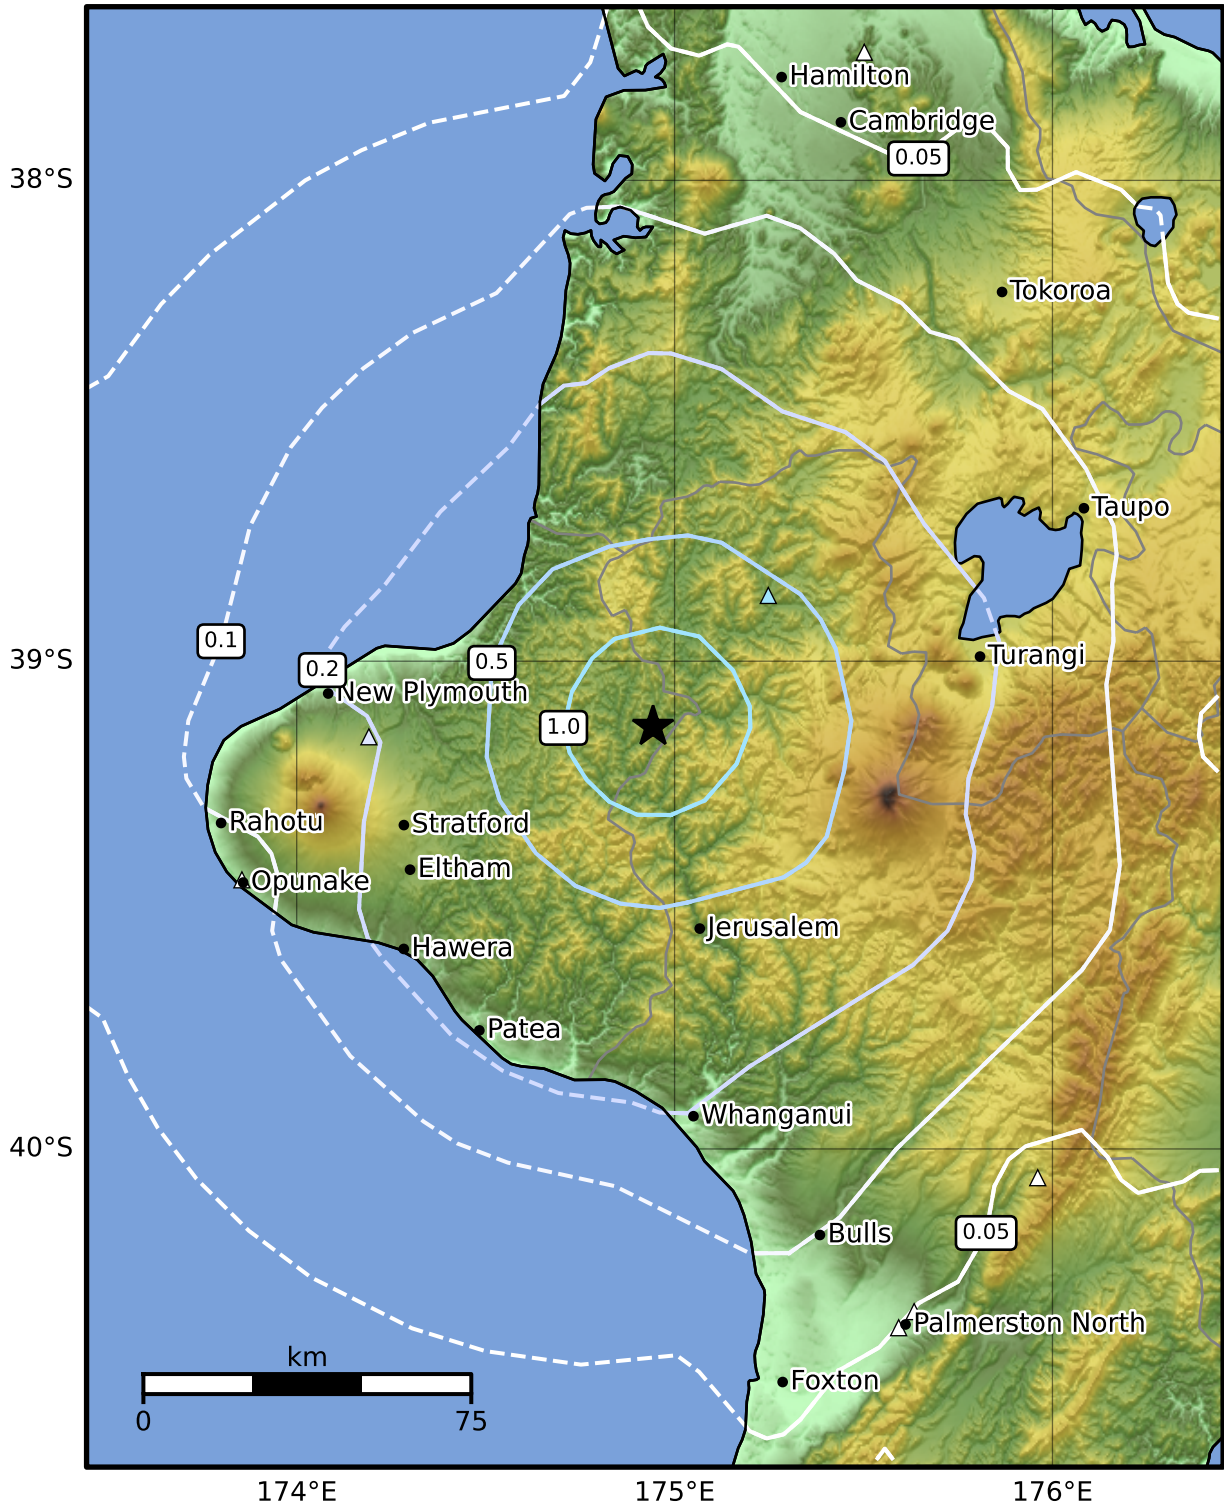 Hamilton
Cambridge
0.05
38°S
Tokoroa
Taupo
0.1
39°S
0.2
0.5
Turangi
New Plymouth
1.0
Rahotu
Stratford
Eltham
Opunake
Jerusalem
Hawera
Patea
Whanganui
40°S
Bulls
0.05
Palmerston North
km
Foxton
0
75
174°E
175°E
176°E